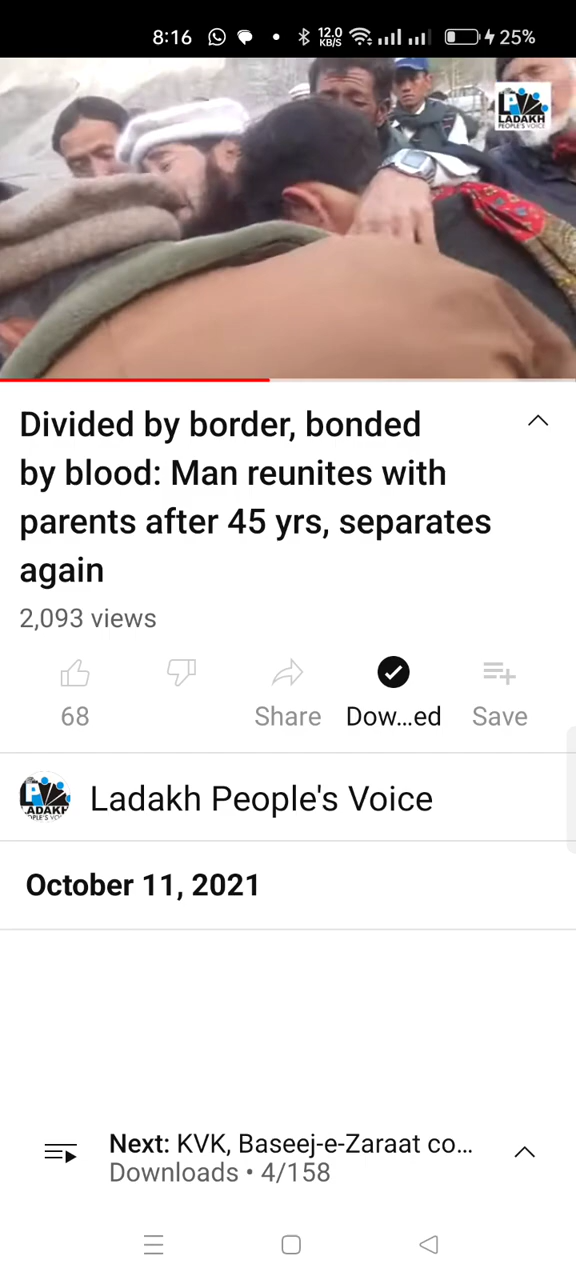 8:16 12.0 KB/S 25%
LADAKH
PEOPLE'S VOICE
Divided by border, bonded
by blood: Man reunites with
parents after 45 yrs, separates
again
2,093 views
68 Share Dow...ed Save
Ladakh People's Voice
October 11, 2021
Next: KVK, Baseej-e-Zaraat co...
Downloads • 4/158